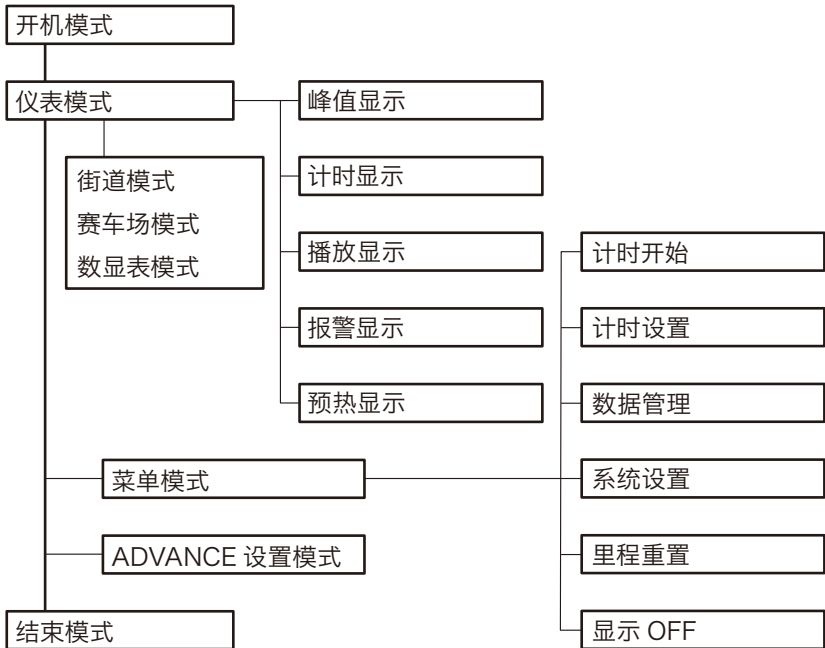 开机模式
仪表模式
峰值显示
街道模式
赛车场模式
数显表模式
计时显示
播放显示
报警显示
预热显示
计时开始
计时设置
数据管理
菜单模式
系统设置
ADVANCE 设置模式
里程重置
结束模式
显示 OFF